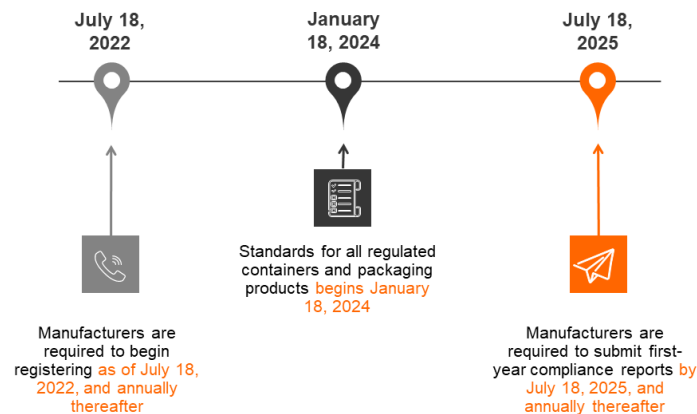 July 18,
2022
January
18, 2024
July 18,
2025
Standards for all regulated
containers and packaging
products begins January
18, 2024
Manufacturers are
required to begin
registering as of July 18,
2022, and annually
thereafter
Manufacturers are
required to submit first-
year compliance reports by
July 18, 2025, and
annually thereafter